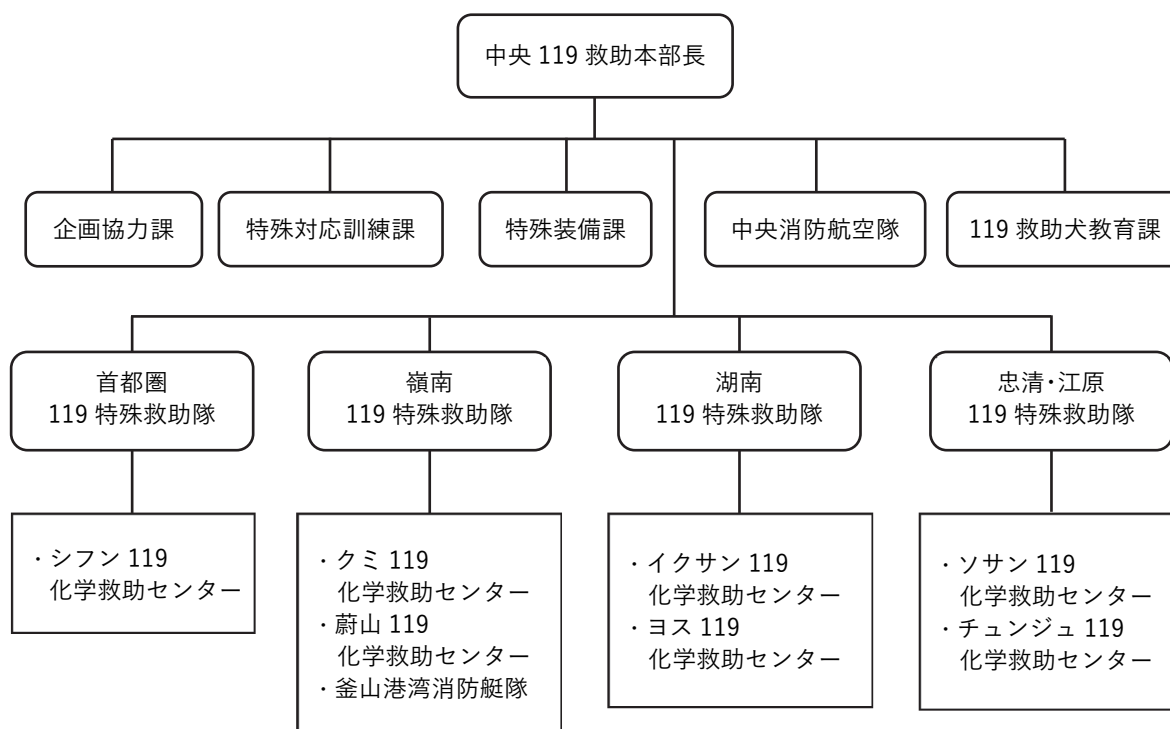 中央 119 救助本部長
企画協力課
特殊対応訓練課
特殊装備課
中央消防航空隊
119 救助犬教育課
首都圏
119 特殊救助隊
嶺南
119 特殊救助隊
湖南
119 特殊救助隊
忠清・江原
119 特殊救助隊
・シフン 119
化学救助センター
・クミ 119
化学救助センター
・蔚山 119
化学救助センター
・釜山港湾消防艇隊
・イクサン 119
化学救助センター
・ヨス 119
化学救助センター
・ソサン 119
化学救助センター
・チュンジュ 119
化学救助センター